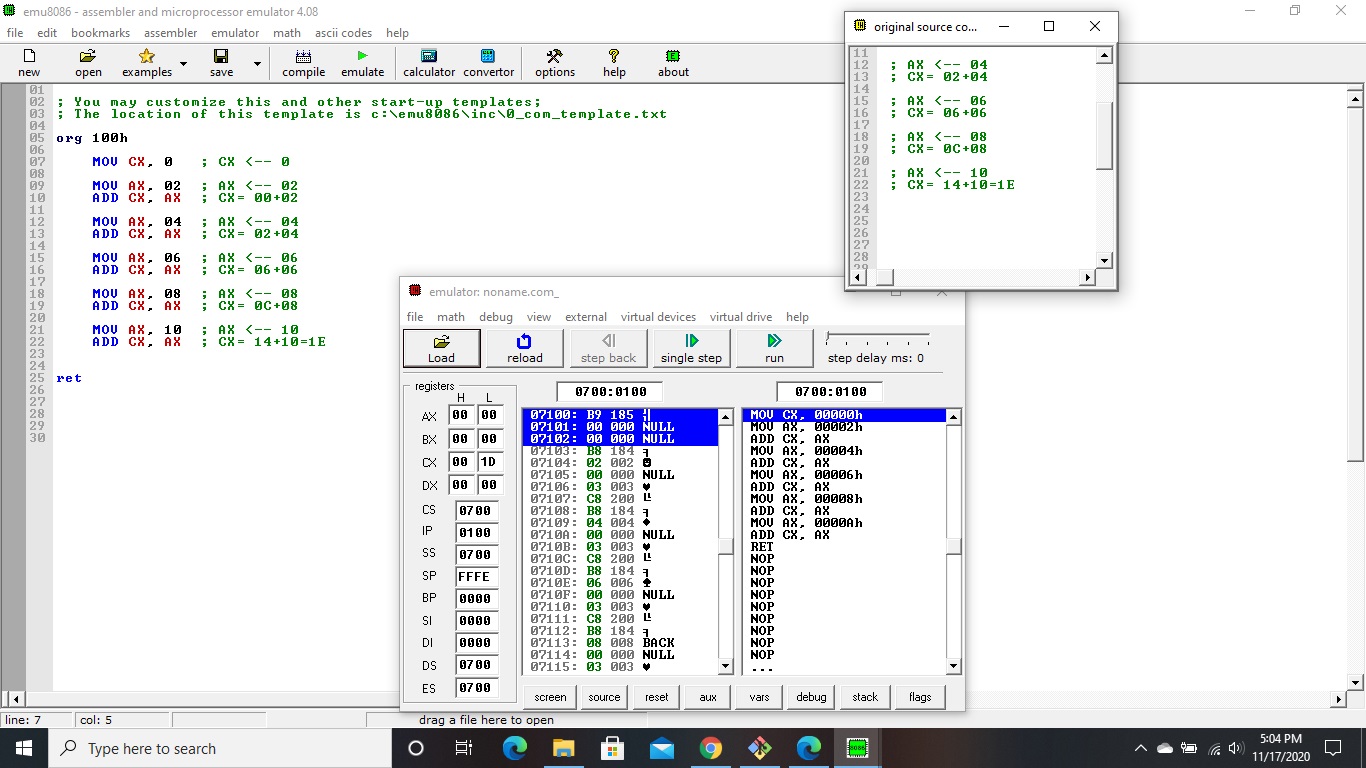 emu8086 - assembler and microprocessor emulator 4.08
file edit bookmarks assembler emulator math ascii codes help
new open examples save compile emulate calculator convertor options help about
01
02 ; You may customize this and other start-up templates;
03 ; The location of this template is c:\emu8086\inc\0_com_template.txt
04
05 org 100h
06
07 MOV CX, 0 ; CX <-- 0
08
09 MOV AX, 02 ; AX <-- 02
10 ADD CX, AX ; CX= 00+02
11
12 MOV AX, 04 ; AX <-- 04
13 ADD CX, AX ; CX= 02+04
14
15 MOV AX, 06 ; AX <-- 06
16 ADD CX, AX ; CX= 06+06
17
18 MOV AX, 08 ; AX <-- 08
19 ADD CX, AX ; CX= 0C+08
20
21 MOV AX, 10 ; AX <-- 10
22 ADD CX, AX ; CX= 14+10=1E
23
24
25 ret
26
27
28
29
30
original source co...
11
12 ; AX <-- 04
13 ; CX= 02+04
14
15 ; AX <-- 06
16 ; CX= 06+06
17
18 ; AX <-- 08
19 ; CX= 0C+08
20
21 ; AX <-- 10
22 ; CX= 14+10=1E
23
24
25
26
27
28
emulator: noname.com_
file math debug view external virtual devices virtual drive help
Load reload step back single step run step delay ms: 0
registers
H L
AX 00 00
BX 00 00
CX 00 1D
DX 00 00
CS 0700
IP 0100
SS 0700
SP FFFE
BP 0000
SI 0000
DI 0000
DS 0700
ES 0700
0700:0100
07100: B9 185 ╣
07101: 00 000 NULL
07102: 00 000 NULL
07103: B8 184 ╕
07104: 02 002 ☻
07105: 00 000 NULL
07106: 03 003 ♥
07107: C8 200 ╚
07108: B8 184 ╕
07109: 04 004 ♦
0710A: 00 000 NULL
0710B: 03 003 ♥
0710C: C8 200 ╚
0710D: B8 184 ╕
0710E: 06 006 ♠
0710F: 00 000 NULL
07110: 03 003 ♥
07111: C8 200 ╚
07112: B8 184 ╕
07113: 08 008 BACK
07114: 00 000 NULL
07115: 03 003 ♥
0700:0100
MOV CX, 00000h
MOV AX, 00002h
ADD CX, AX
MOV AX, 00004h
ADD CX, AX
MOV AX, 00006h
ADD CX, AX
MOV AX, 00008h
ADD CX, AX
MOV AX, 0000Ah
ADD CX, AX
RET
NOP
NOP
NOP
NOP
NOP
NOP
NOP
NOP
NOP
...
screen source reset aux vars debug stack flags
line: 7 col: 5 drag a file here to open
Type here to search
5:04 PM
11/17/2020